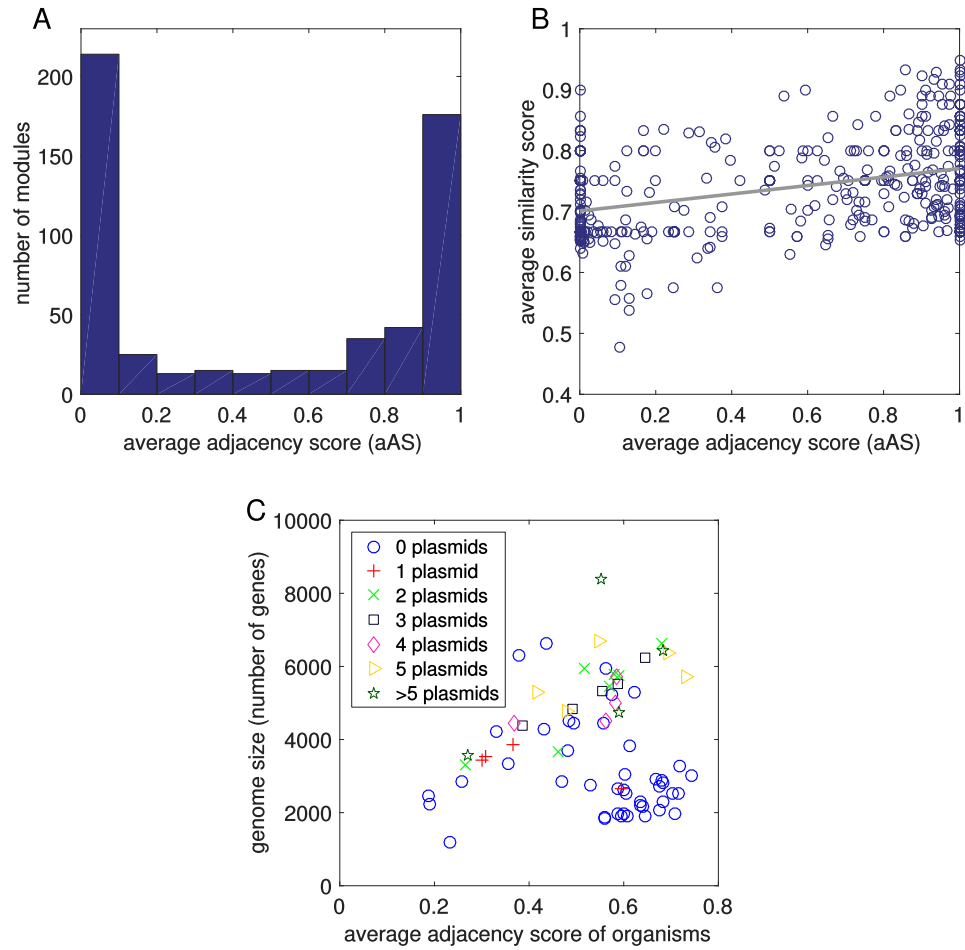 A
number of modules
200
150
100
50
0
0 0.2 0.4 0.6 0.8 1
average adjacency score (aAS)
B
average similarity score
1
0.9
0.8
0.7
0.6
0.5
0.4
0 0.2 0.4 0.6 0.8 1
average adjacency score (aAS)
C
genome size (number of genes)
10000
8000
6000
4000
2000
0
0 plasmids
1 plasmid
2 plasmids
3 plasmids
4 plasmids
5 plasmids
>5 plasmids
0 0.2 0.4 0.6 0.8
average adjacency score of organisms